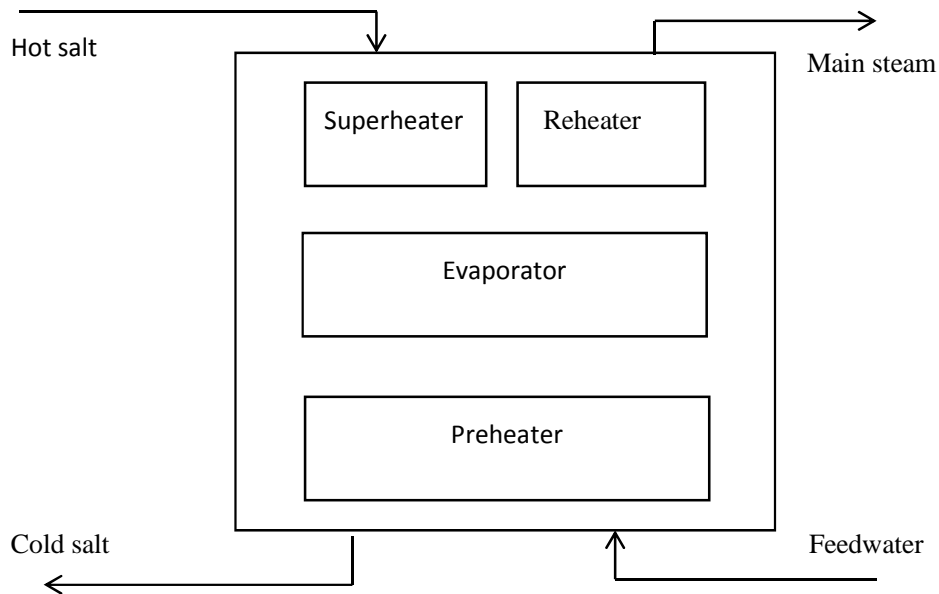 Hot salt
Main steam
Superheater
Reheater
Evaporator
Preheater
Cold salt
Feedwater